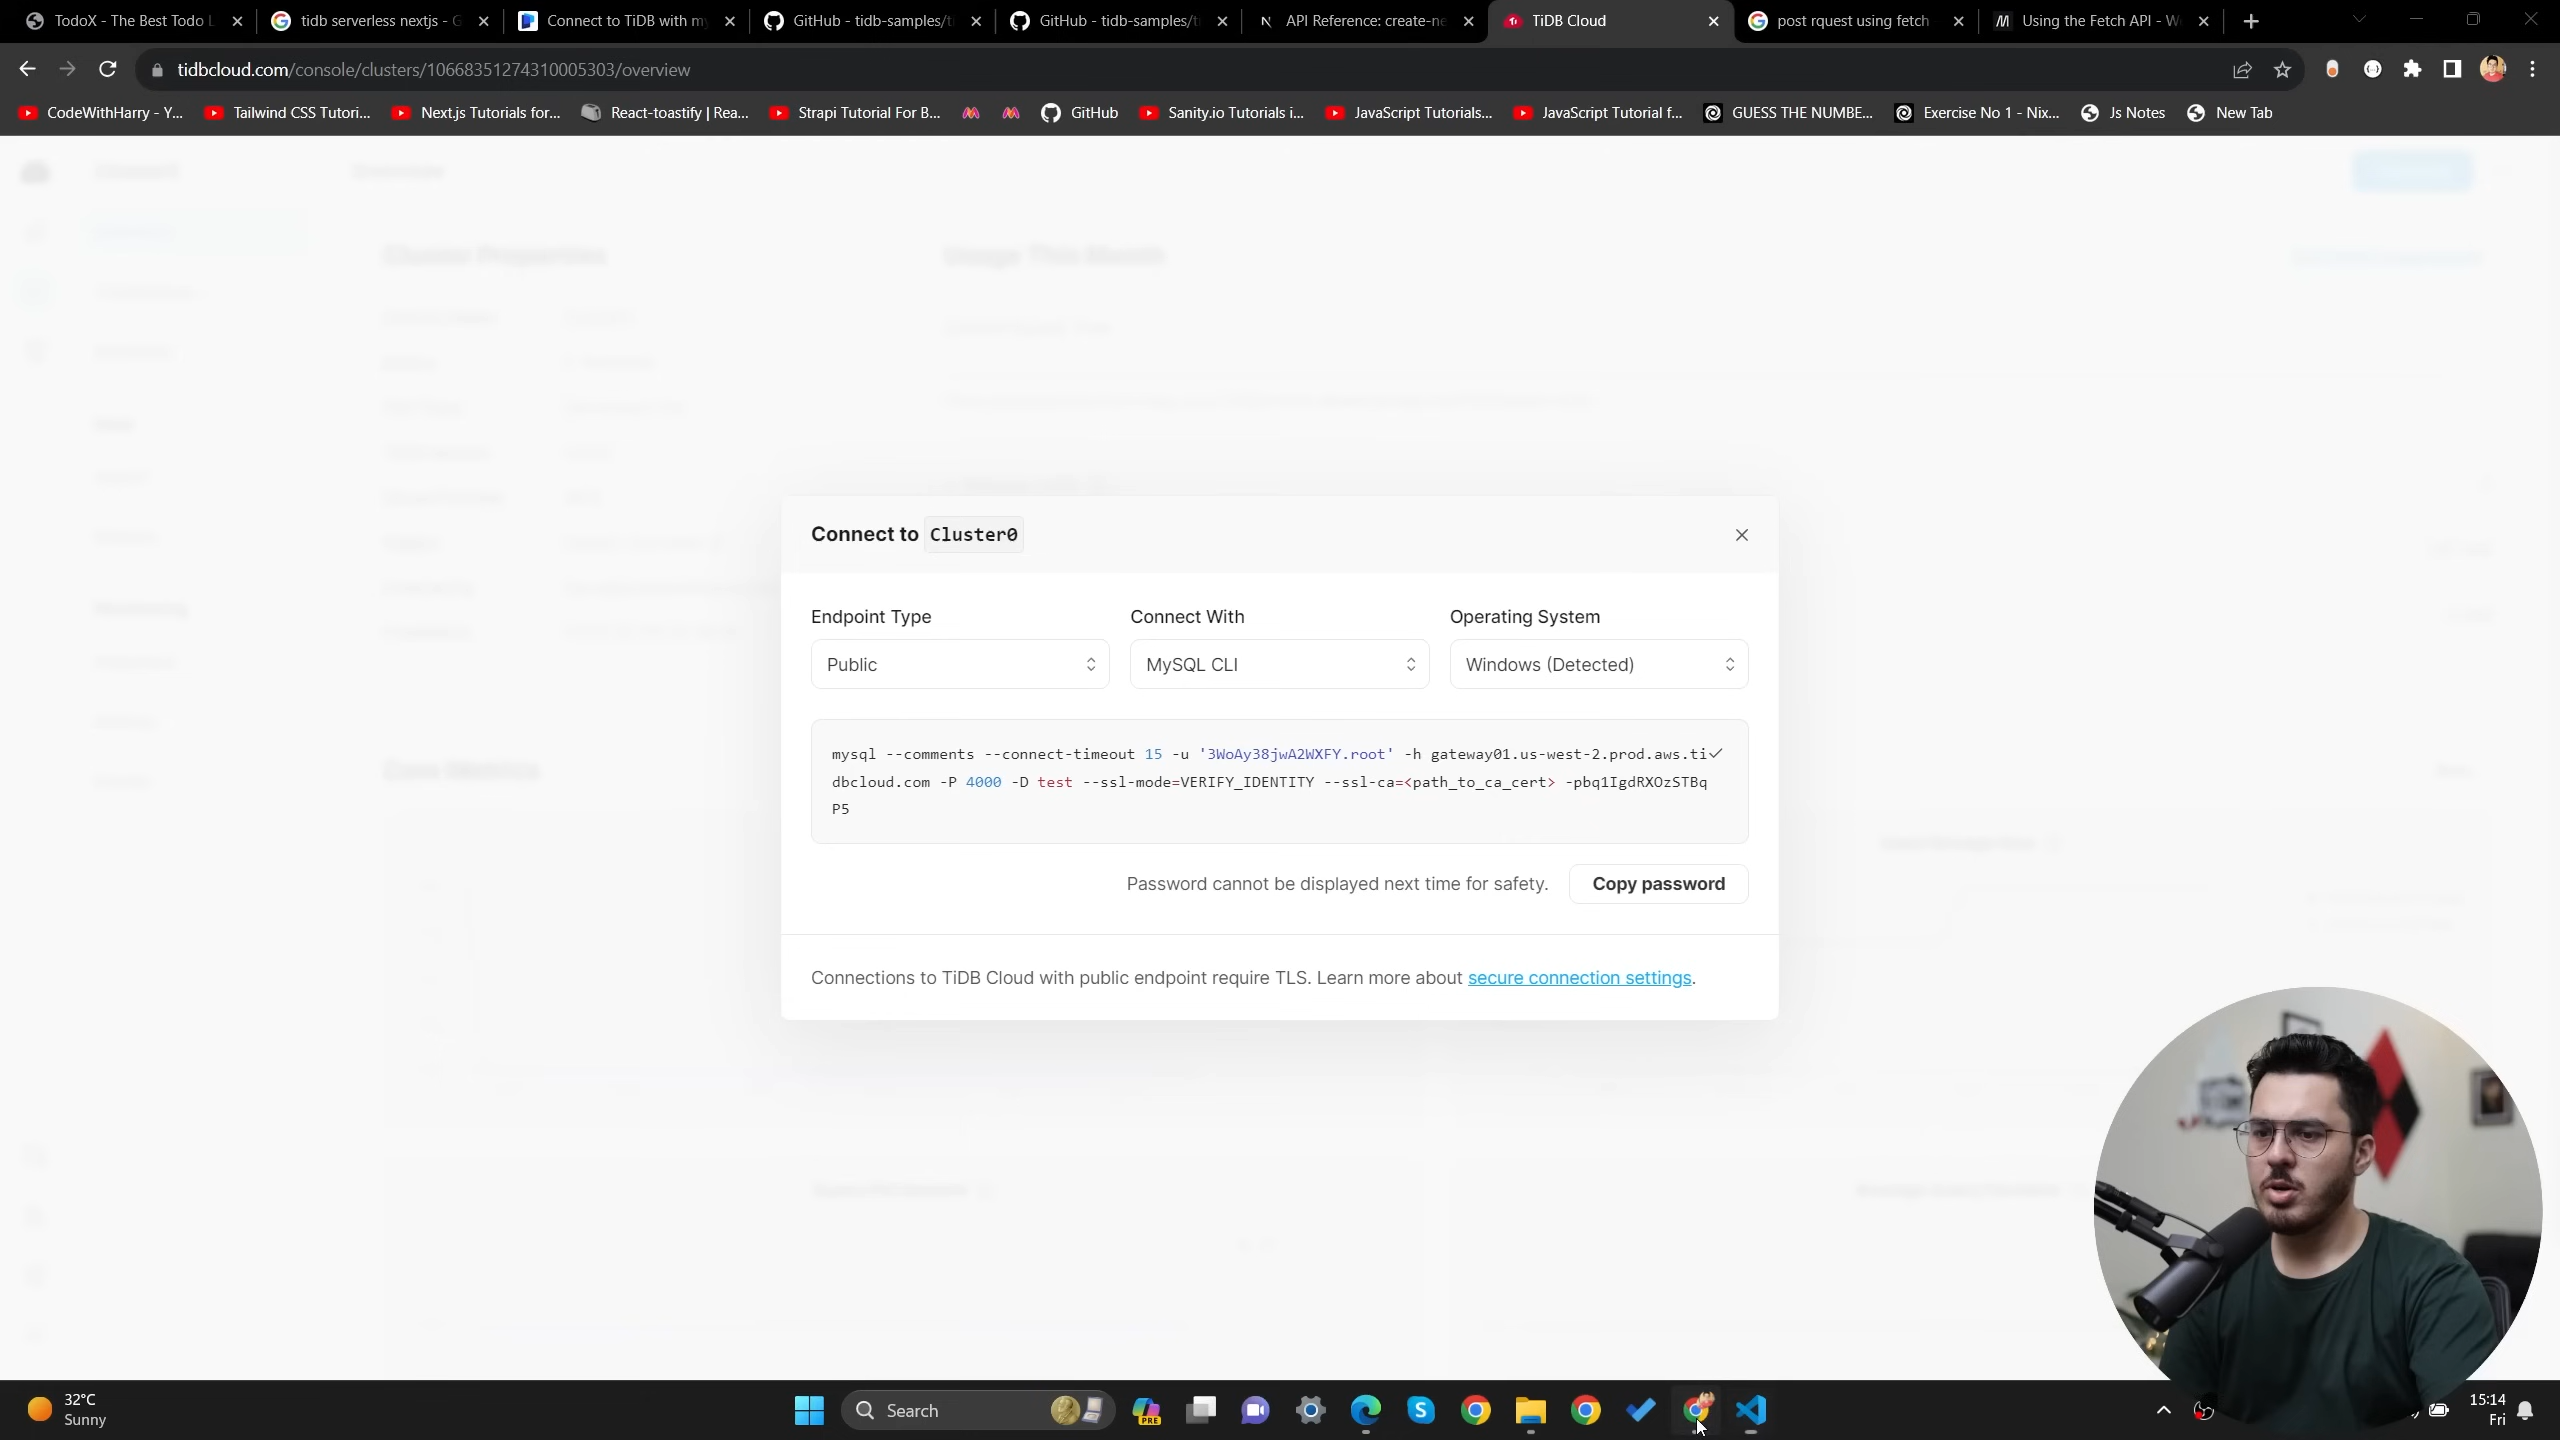 TodoX - The Best Todo L
tidb serverless nextjs - G
Connect to TiDB with my
GitHub - tidb-samples/ti
GitHub - tidb-samples/ti
API Reference: create-ne
TiDB Cloud
post rquest using fetch
Using the Fetch API - W
tidbcloud.com/console/clusters/10668351274310005303/overview
CodeWithHarry - Y...
Tailwind CSS Tutori...
Next.js Tutorials for...
React-toastify | Rea...
Strapi Tutorial For B...
GitHub
Sanity.io Tutorials i...
JavaScript Tutorials...
JavaScript Tutorial f...
GUESS THE NUMBE...
Exercise No 1 - Nix...
Js Notes
New Tab
Connect to Cluster0
Endpoint Type
Connect With
Operating System
Public
MySQL CLI
Windows (Detected)
mysql --comments --connect-timeout 15 -u '3WoAy38jwA2WXFY.root' -h gateway01.us-west-2.prod.aws.ti
dbcloud.com -P 4000 -D test --ssl-mode=VERIFY_IDENTITY --ssl-ca=<path_to_ca_cert> -pbq1IgdRXOzSTBq
P5
Password cannot be displayed next time for safety.
Copy password
Connections to TiDB Cloud with public endpoint require TLS. Learn more about secure connection settings.
32°C
Sunny
Search
PRE
15:14
Fri